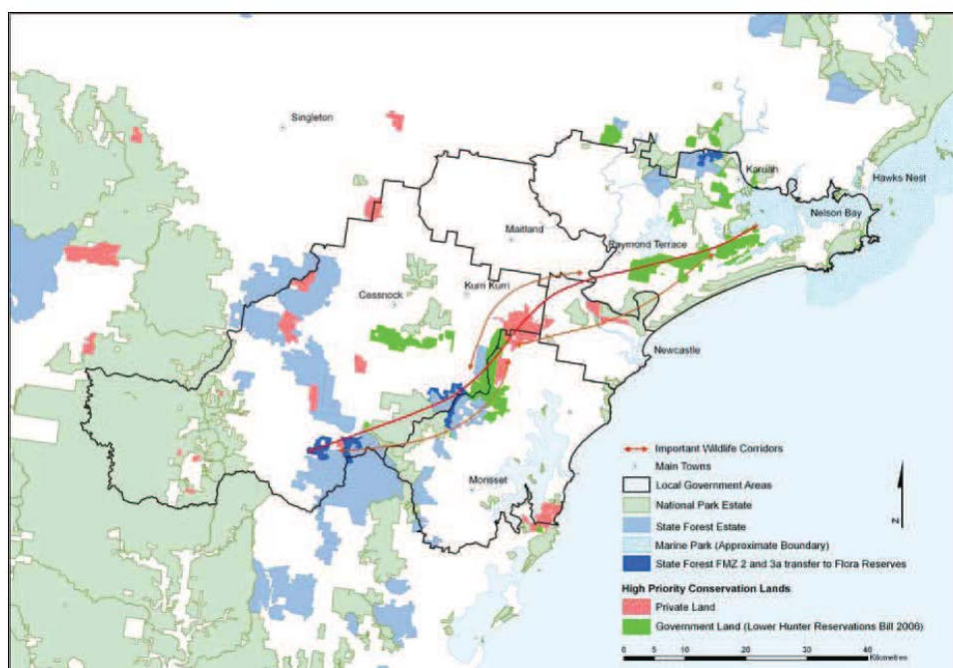 Singleton
Karuah
Hawks Nest
Nelson Bay
Maitland
Raymond Terrace
Cessnock
Kurri Kurri
Newcastle
Morisset
Important Wildlife Corridors
Main Towns
Local Government Areas
National Park Estate
State Forest Estate
Marine Park (Approximate Boundary)
State Forest FMZ 2 and 3a transfer to Flora Reserves
High Priority Conservation Lands
Private Land
Government Land (Lower Hunter Reservations Bill 2006)
N
0 5 10 20 30 40
Kilometres